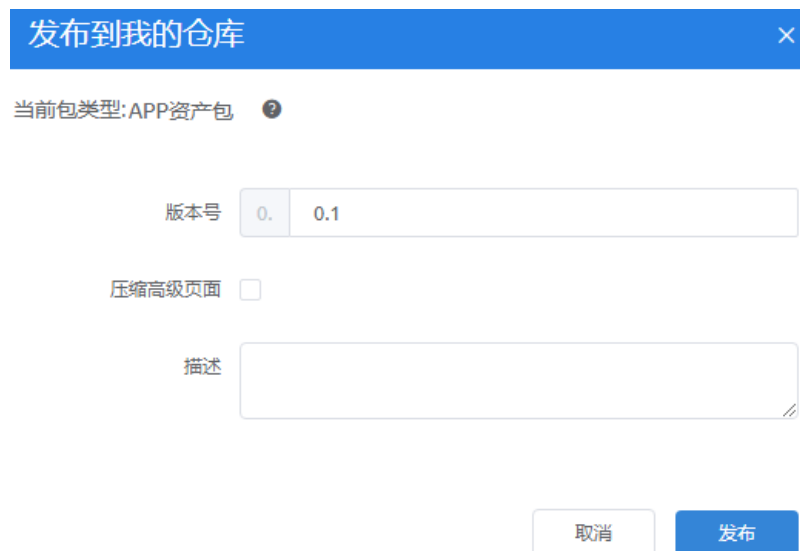 发布到我的仓库
当前包类型:APP资产包
版本号 0. 0.1
压缩高级页面
描述
取消 发布